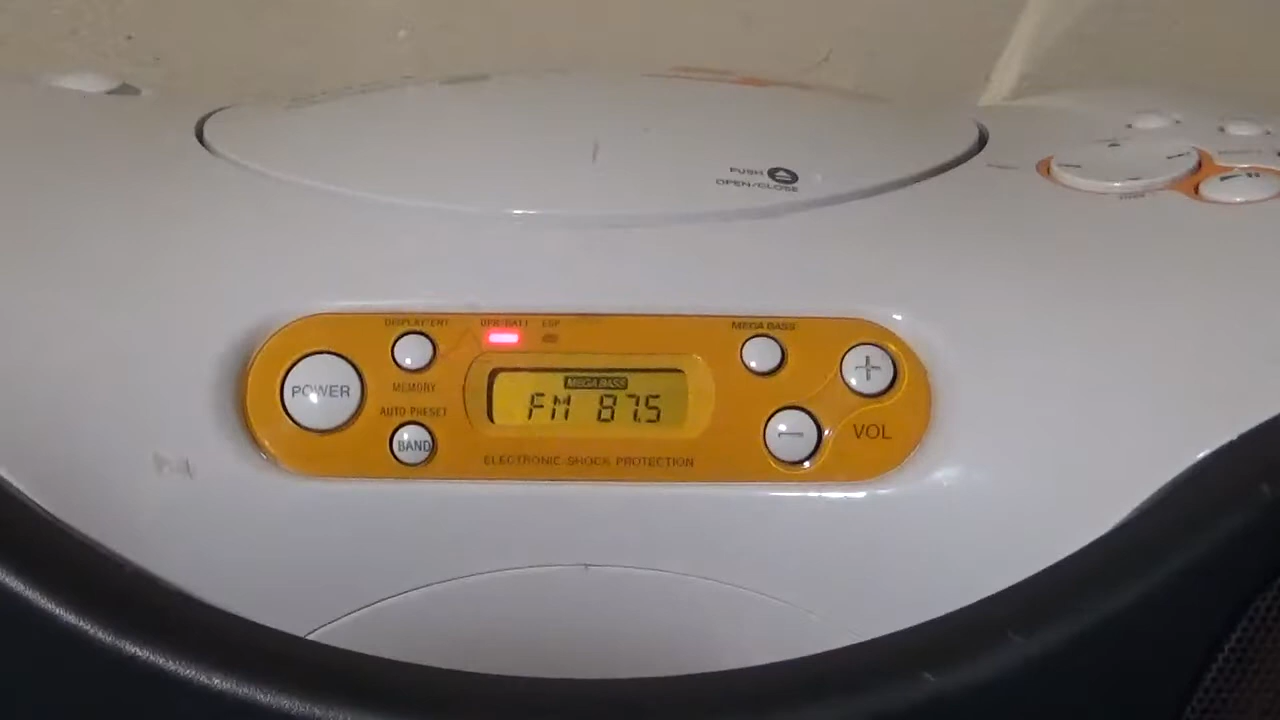 PUSH
OPEN/CLOSE
DISPLAY/ENT
OPR/BATT ESP
MEGA BASS
POWER
MEMORY
MEGA BASS
FM 87.5
AUTO PRESET
BAND
VOL
ELECTRONIC SHOCK PROTECTION